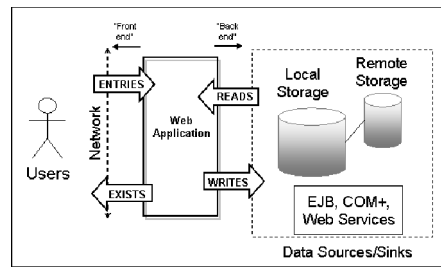 "Front
end"
"Back
end"
ENTRIES
READS
Local
Storage
Remote
Storage
Web
Application
Network
Users
EXISTS
WRITES
EJB, COM+,
Web Services
Data Sources/Sinks